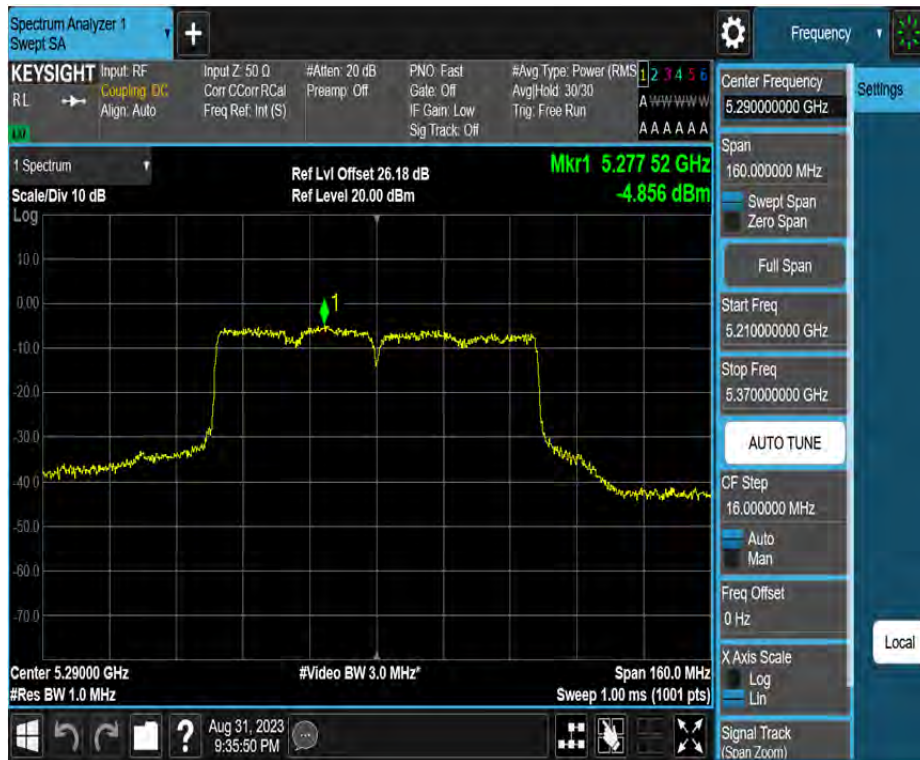 Spectrum Analyzer 1
Swept SA
Frequency
KEYSIGHT
RL
Input: RF
Coupling: DC
Align: Auto
Input Z: 50 Ω
Corr CCorr RCal
Freq Ref: Int (S)
#Atten: 20 dB
Preamp: Off
PNO: Fast
Gate: Off
IF Gain: Low
Sig Track: Off
#Avg Type: Power (RMS
Avg|Hold: 30/30
Trig: Free Run
1 2 3 4 5 6
A W W W W W
A A A A A A
LXI
1 Spectrum
Scale/Div 10 dB
Log
Ref Lvl Offset 26.18 dB
Ref Level 20.00 dBm
Mkr1 5.277 52 GHz
-4.856 dBm
10.0
0.00
-10.0
-20.0
-30.0
-40.0
-50.0
-60.0
-70.0
1
Center 5.29000 GHz
#Res BW 1.0 MHz
#Video BW 3.0 MHz*
Span 160.0 MHz
Sweep 1.00 ms (1001 pts)
?
Aug 31, 2023
9:35:50 PM
Center Frequency
5.290000000 GHz
Span
160.000000 MHz
Swept Span
Zero Span
Full Span
Start Freq
5.210000000 GHz
Stop Freq
5.370000000 GHz
AUTO TUNE
CF Step
16.000000 MHz
Auto
Man
Freq Offset
0 Hz
X Axis Scale
Log
Lin
Signal Track
(Span Zoom)
Settings
Local